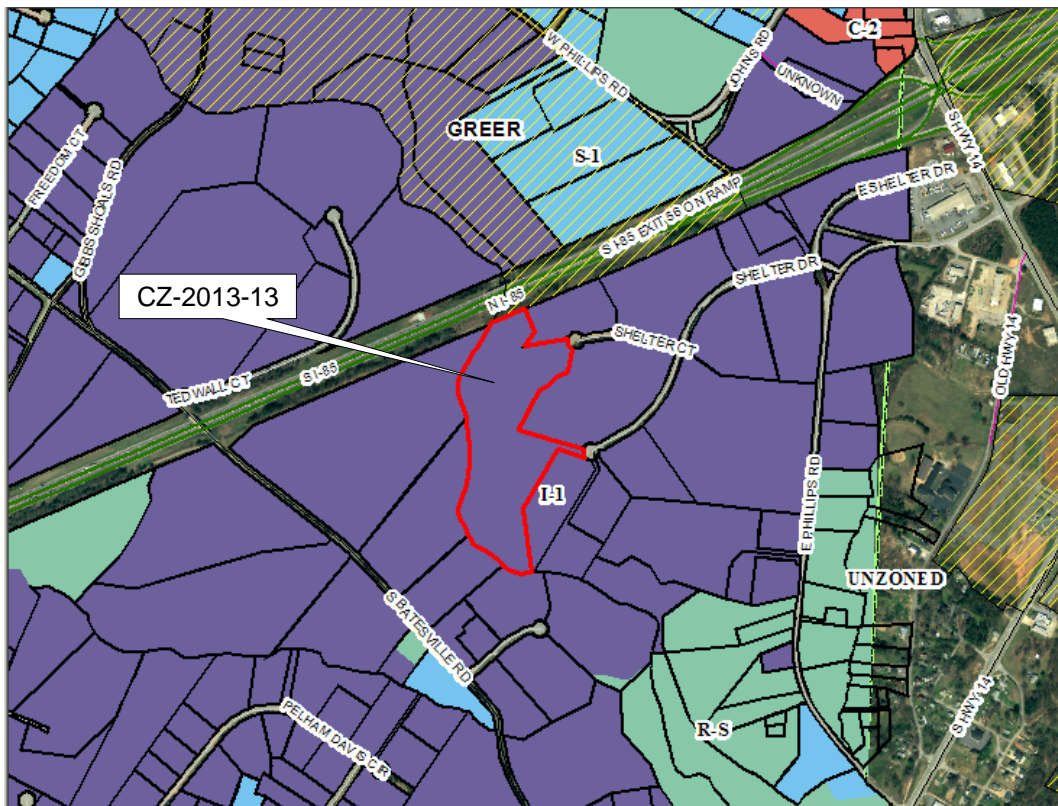 C-2
W PHILLIPS RD
JOHNS RD
UNKNOWN
GREER
S-1
S HWY 14
FREEDOM CT
GIBBS SHOALS RD
E SHELTER DR
S I-85 EXIT 56 ON RAMP
SHELTER DR
CZ-2013-13
N I-85
SHELTER CT
OLD HWY 14
TED WALL CT
S I-85
I-1
E PHILLIPS RD
UNZONED
S BATESVILLE RD
PELHAM DAVIS CIR
R-S
S HWY 14